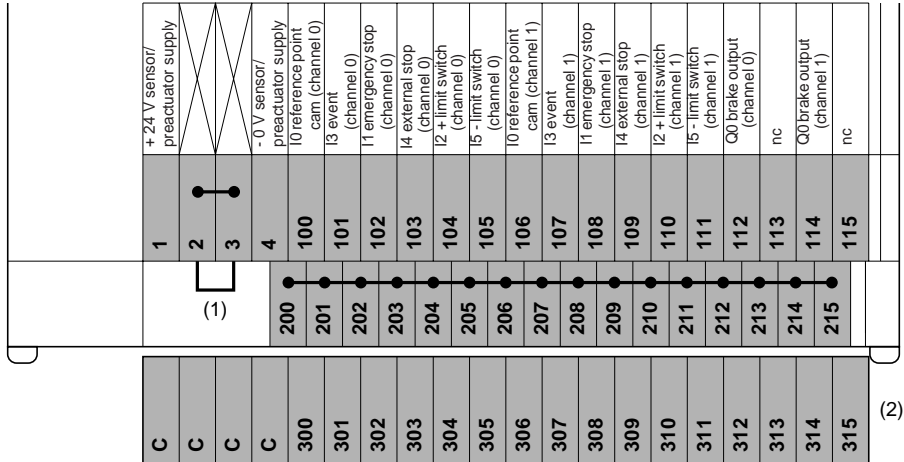 + 24 V sensor/
preactuator supply
- 0 V sensor/
preactuator supply
I0 reference point
cam (channel 0)
I3 event
(channel 0)
I1 emergency stop
(channel 0)
I4 external stop
(channel 0)
I2 + limit switch
(channel 0)
I5 - limit switch
(channel 0)
I0 reference point
cam (channel 1)
I3 event
(channel 1)
I1 emergency stop
(channel 1)
I4 external stop
(channel 1)
I2 + limit switch
(channel 1)
I5 - limit switch
(channel 1)
Q0 brake output
(channel 0)
nc
Q0 brake output
(channel 1)
nc
1 2 3 4 100 101 102 103 104 105 106 107 108 109 110 111 112 113 114 115
(1)
200 201 202 203 204 205 206 207 208 209 210 211 212 213 214 215
C C C C 300 301 302 303 304 305 306 307 308 309 310 311 312 313 314 315
(2)